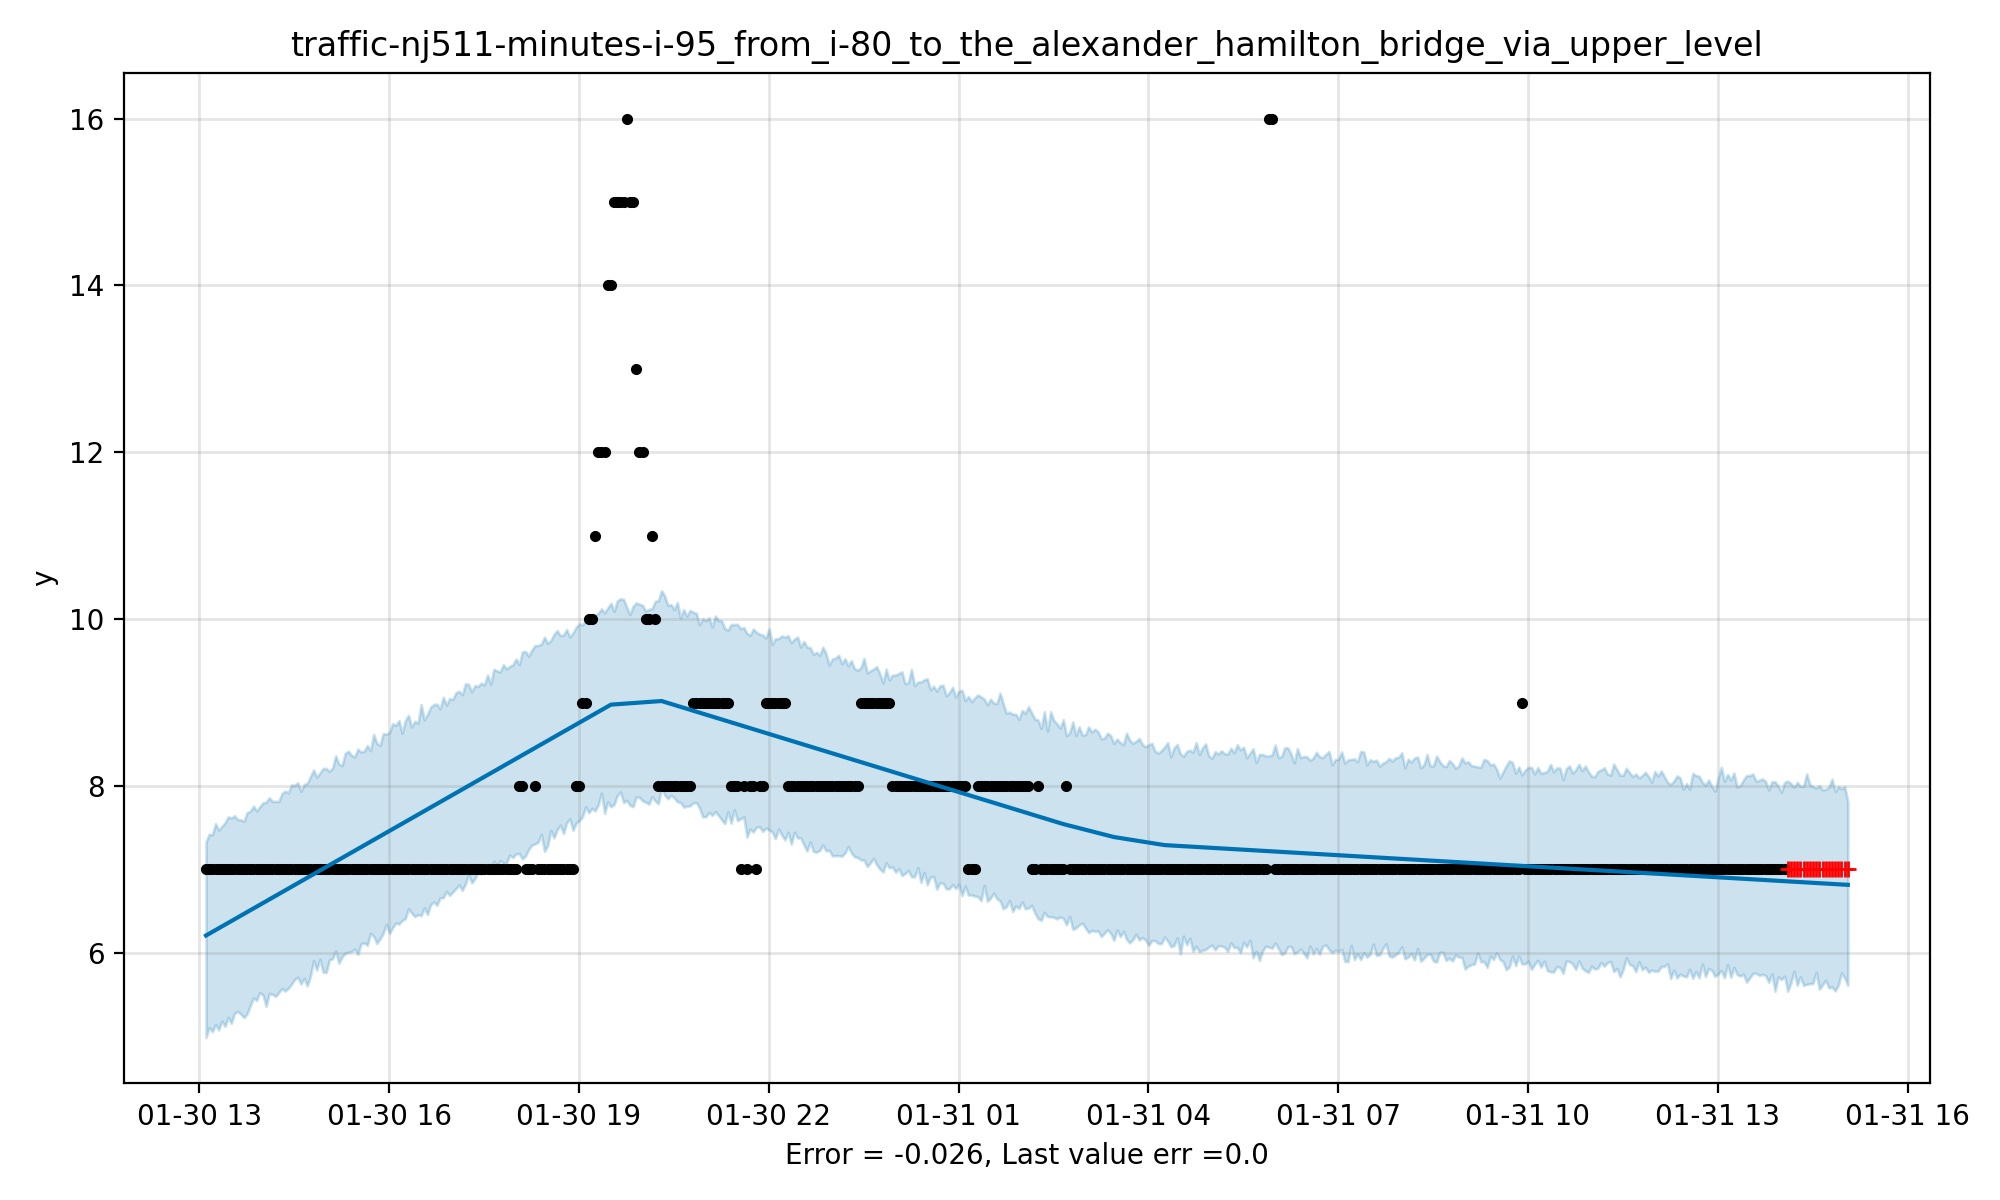 traffic-nj511-minutes-i-95_from_i-80_to_the_alexander_hamilton_bridge_via_upper_level
16
14
12
10
8
6
y
01-30 13 01-30 16 01-30 19 01-30 22 01-31 01 01-31 04 01-31 07 01-31 10 01-31 13 01-31 16
Error = -0.026, Last value err =0.0